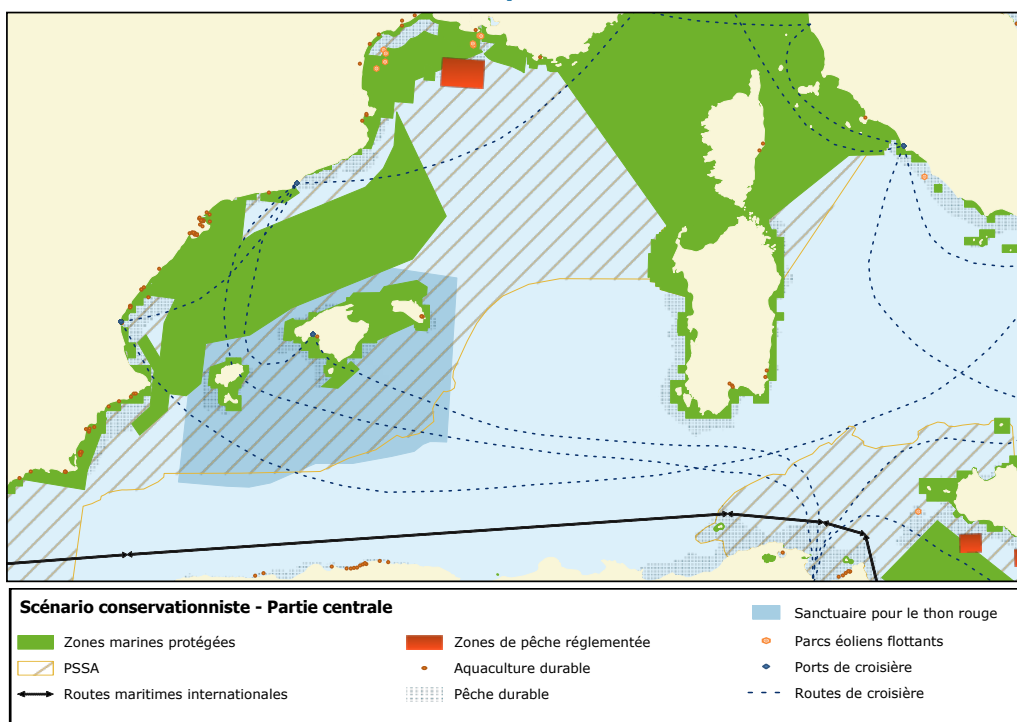 Scénario conservationniste - Partie centrale
Zones marines protégées
PSSA
Routes maritimes internationales
Zones de pêche réglementée
Aquaculture durable
Pêche durable
Sanctuaire pour le thon rouge
Parcs éoliens flottants
Ports de croisière
Routes de croisière